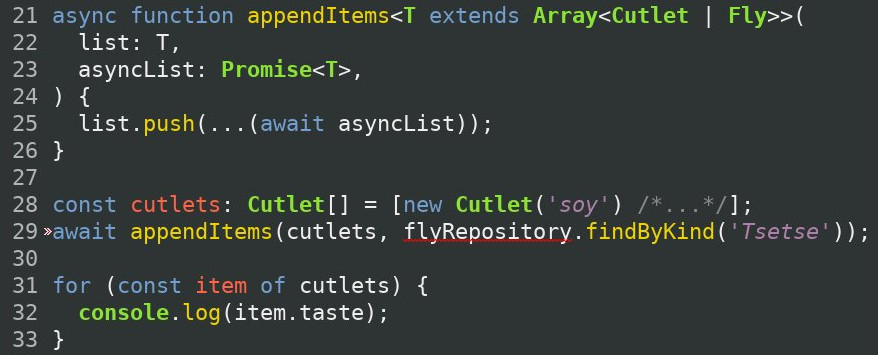 21 async function appendItems<T extends Array<Cutlet | Fly>>(
22   list: T,
23   asyncList: Promise<T>,
24 ) {
25   list.push(...(await asyncList));
26 }
27
28 const cutlets: Cutlet[] = [new Cutlet('soy') /*...*/];
29 »await appendItems(cutlets, flyRepository.findByKind('Tsetse'));
30
31 for (const item of cutlets) {
32   console.log(item.taste);
33 }